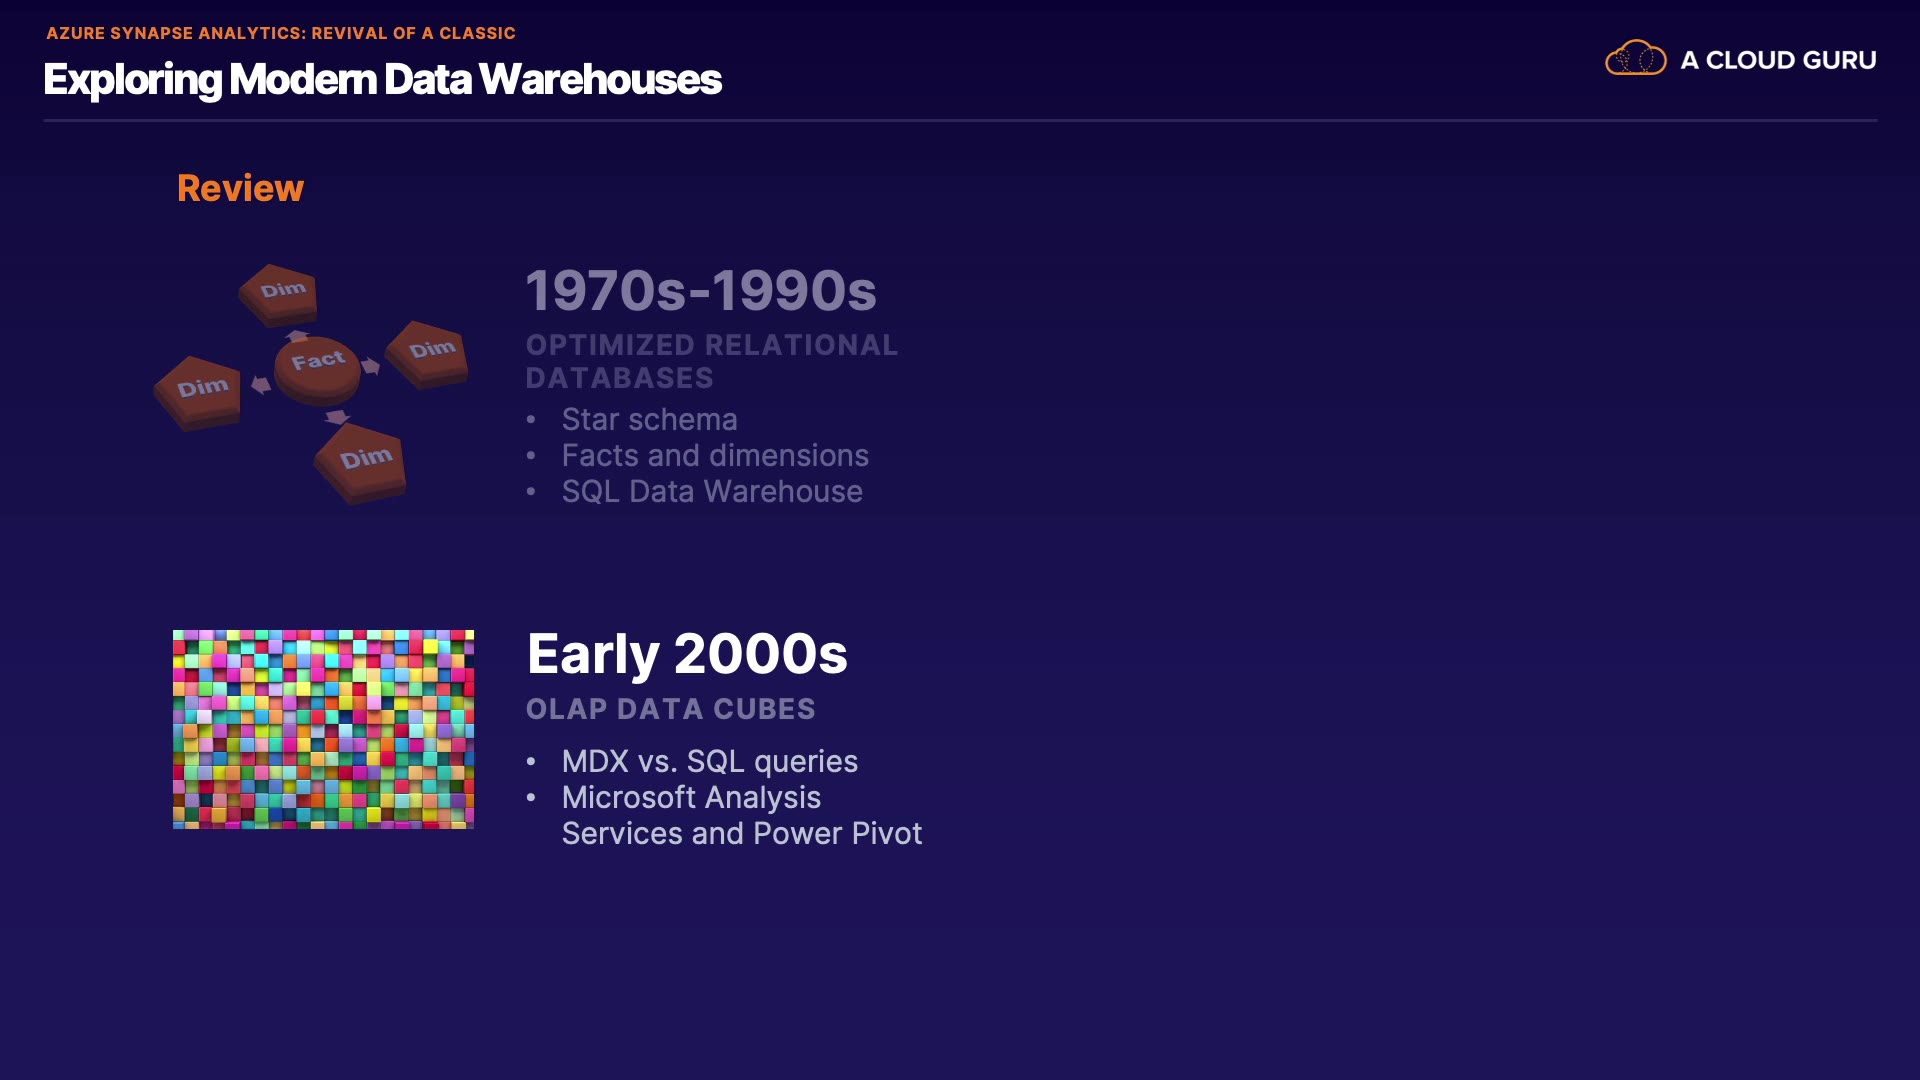 AZURE SYNAPSE ANALYTICS: REVIVAL OF A CLASSIC
Exploring Modern Data Warehouses
A CLOUD GURU
Review
Dim
Dim
Fact
Dim
Dim
1970s-1990s
OPTIMIZED RELATIONAL
DATABASES
• Star schema
• Facts and dimensions
• SQL Data Warehouse
Early 2000s
OLAP DATA CUBES
• MDX vs. SQL queries
• Microsoft Analysis
Services and Power Pivot